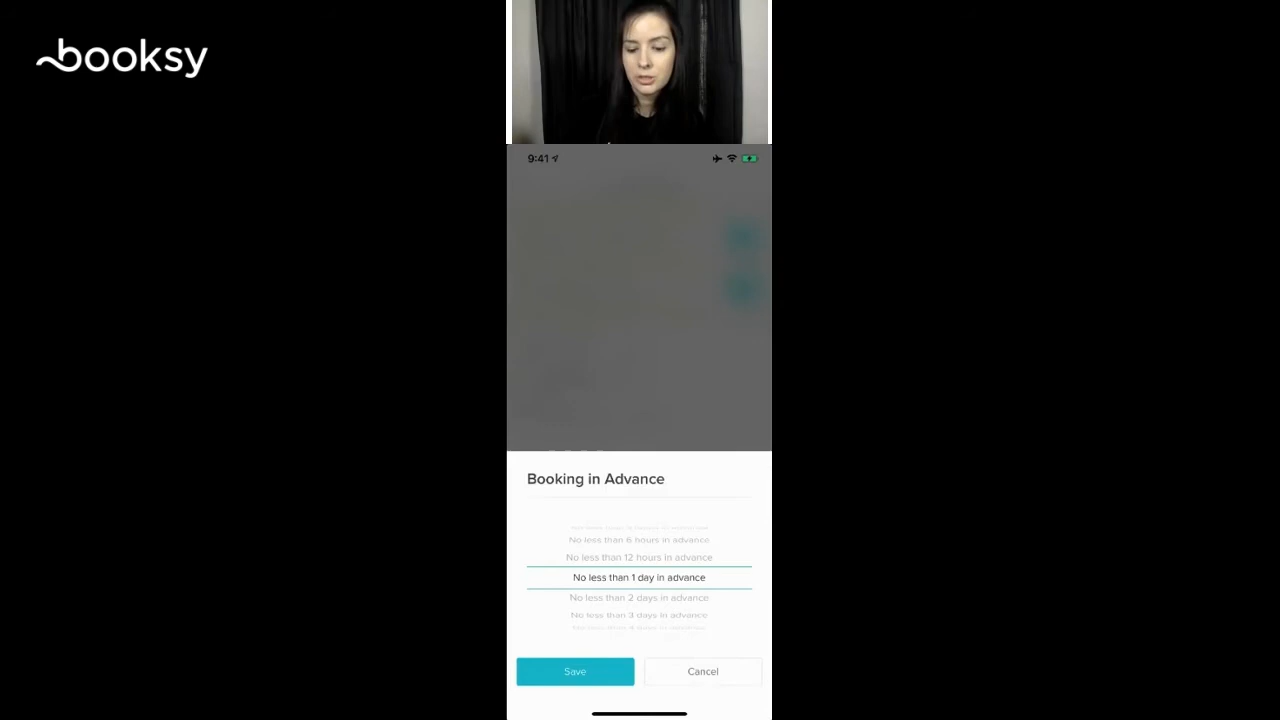 booksy
9:41
Booking in Advance
No less than 6 hours in advance
No less than 12 hours in advance
No less than 1 day in advance
No less than 2 days in advance
No less than 3 days in advance
Save
Cancel